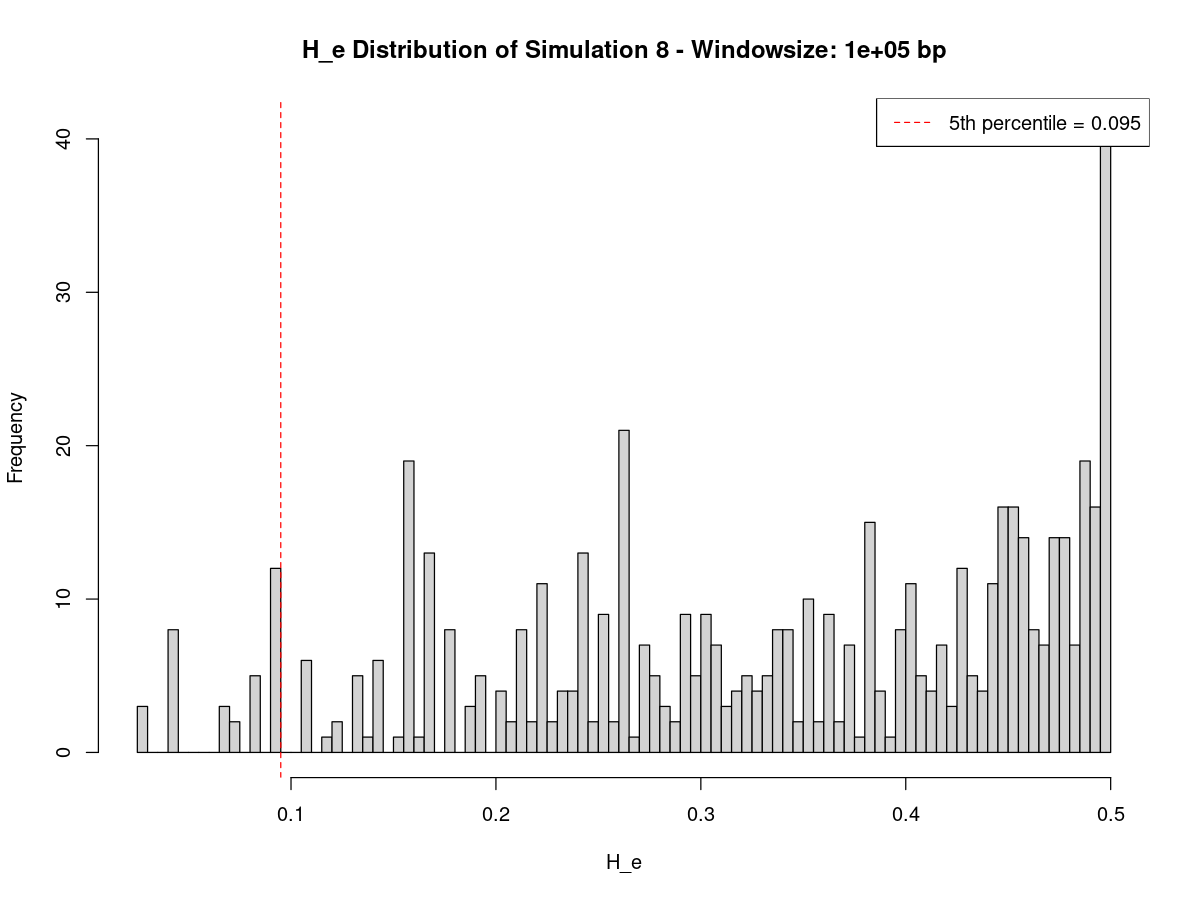 H_e Distribution of Simulation 8 - Windowsize: 1e+05 bp
5th percentile = 0.095
Frequency
40
30
20
10
0
0.1
0.2
0.3
0.4
0.5
H_e